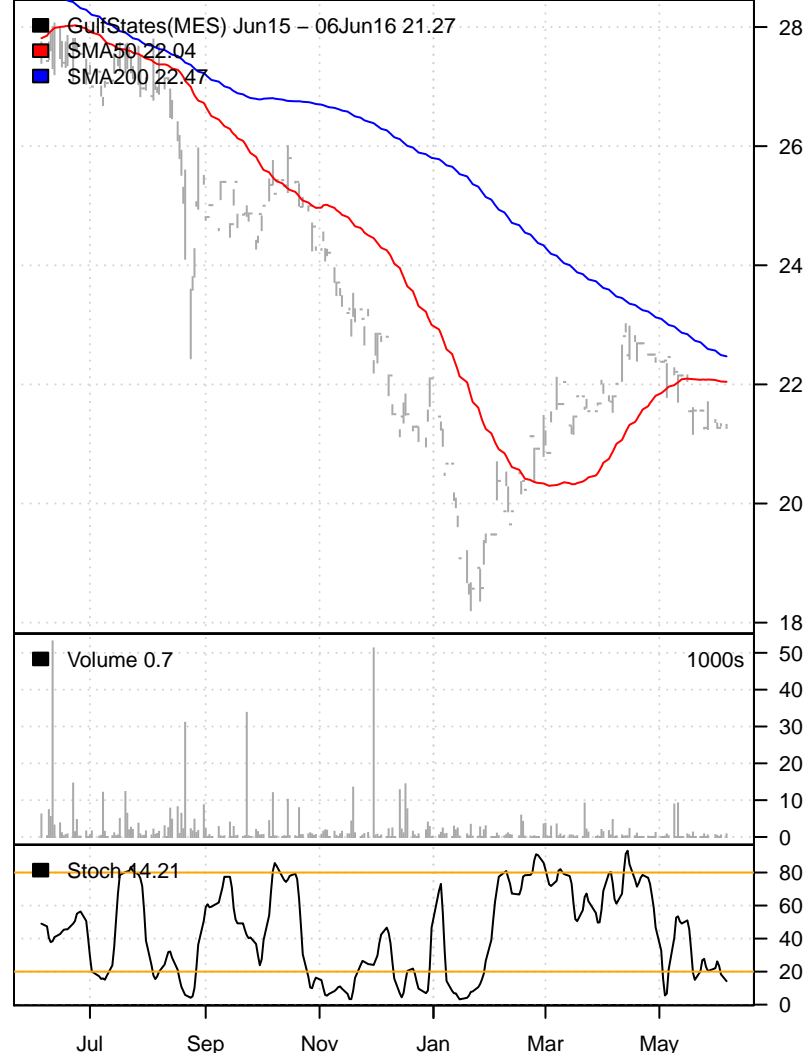 GulfStates(MES) Jun15 – 06Jun16 21.27
SMA50 22.04
SMA200 22.47
28
26
24
22
20
18
Volume 0.7
1000s
50
40
30
20
10
0
Stoch 14.21
80
60
40
20
0
Jul Sep Nov Jan Mar May